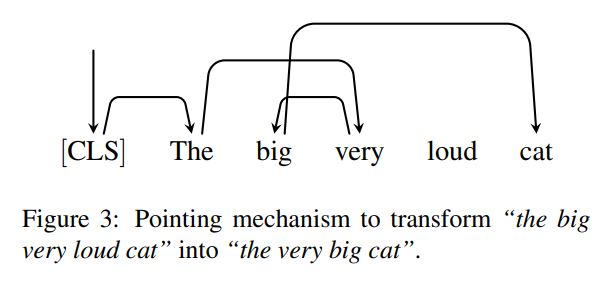 [CLS] The big very loud cat
Figure 3: Pointing mechanism to transform “the big
very loud cat” into “the very big cat”.